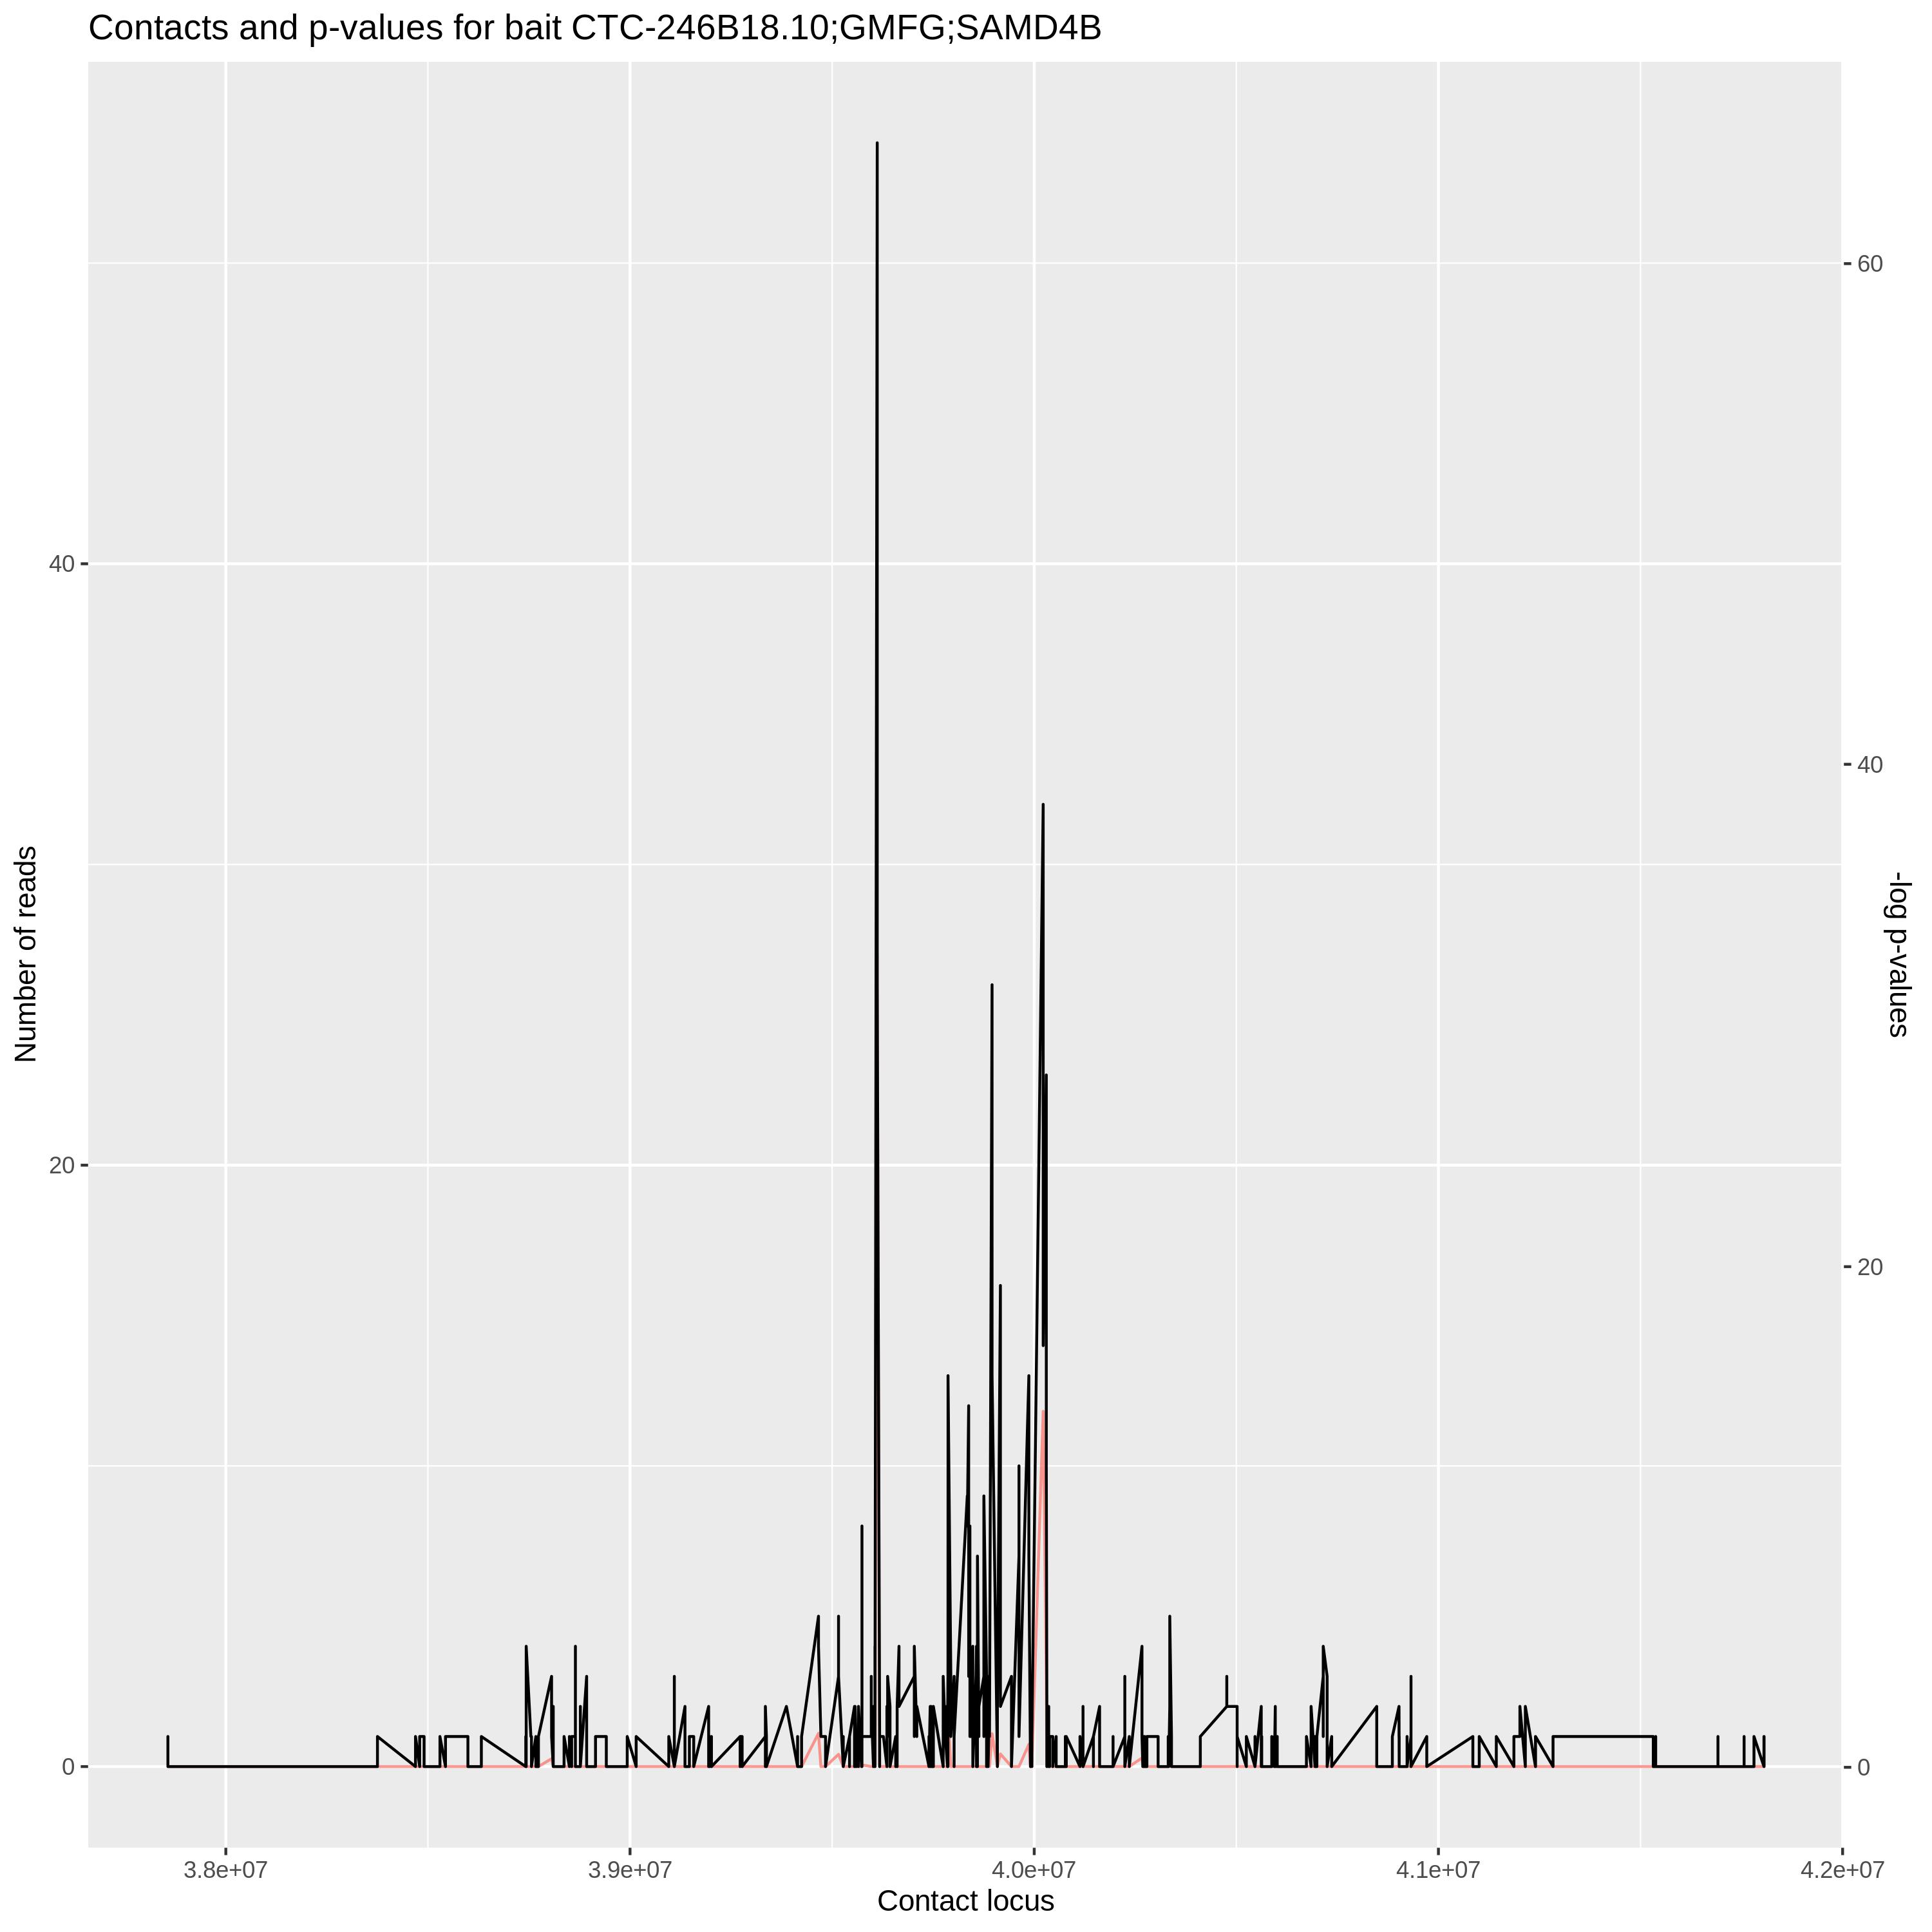 Contacts and p-values for bait CTC-246B18.10;GMFG;SAMD4B
60
40
40
20
20
0
0
Number of reads
-log p-values
3.8e+07
3.9e+07
4.0e+07
4.1e+07
4.2e+07
Contact locus